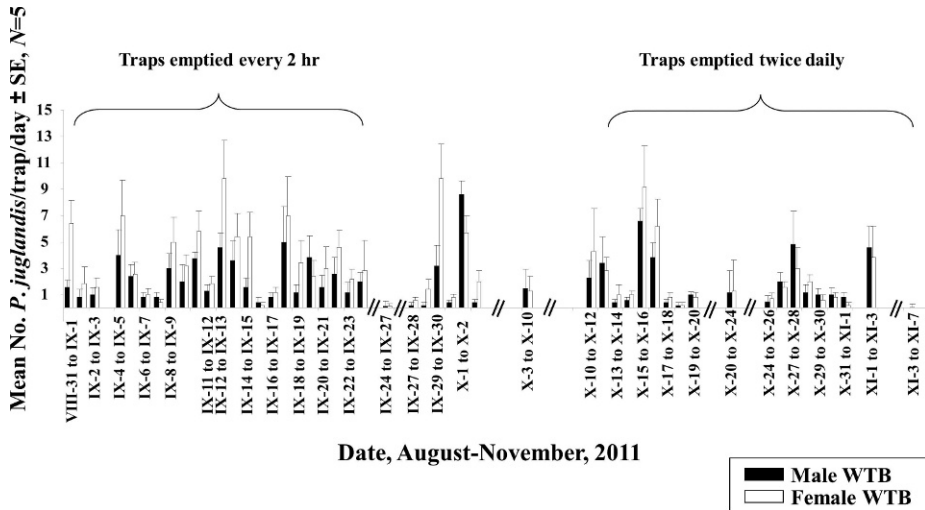 Mean No. P. juglandis/trap/day ± SE, N=5
Traps emptied every 2 hr
Traps emptied twice daily
15
13
11
9
7
5
3
1
VIII-31 to IX-1
IX-2 to IX-3
IX-4 to IX-5
IX-6 to IX-7
IX-8 to IX-9
IX-11 to IX-12
IX-12 to IX-13
IX-14 to IX-15
IX-16 to IX-17
IX-18 to IX-19
IX-20 to IX-21
IX-22 to IX-23
IX-24 to IX-27
IX-27 to IX-28
IX-29 to IX-30
X-1 to X-2
X-3 to X-10
X-10 to X-12
X-13 to X-14
X-15 to X-16
X-17 to X-18
X-19 to X-20
X-20 to X-24
X-24 to X-26
X-27 to X-28
X-29 to X-30
X-31 to XI-1
XI-1 to XI-3
XI-3 to XI-7
Date, August-November, 2011
Male WTB
Female WTB